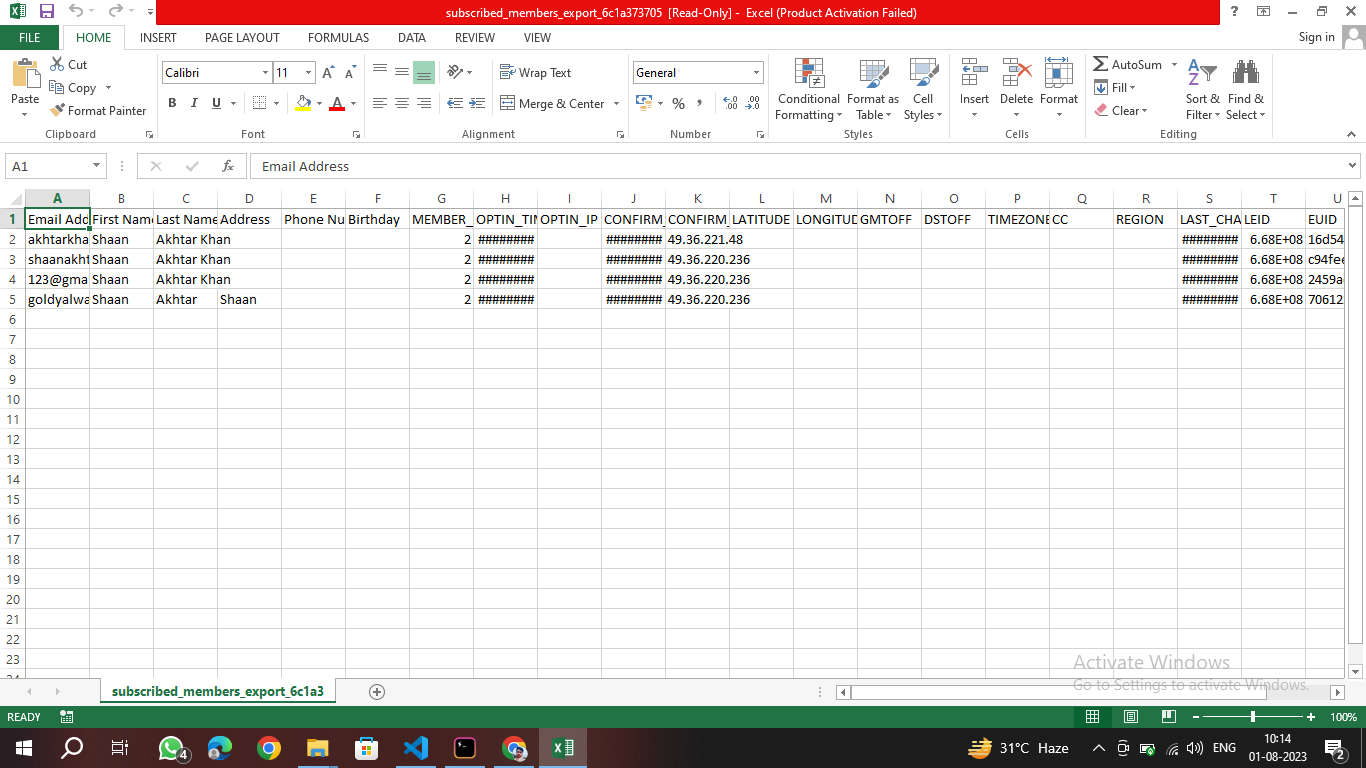 subscribed_members_export_6c1a373705 [Read-Only] - Excel (Product Activation Failed)
FILE HOME INSERT PAGE LAYOUT FORMULAS DATA REVIEW VIEW Sign in
Paste
Cut
Copy
Format Painter
Clipboard
Calibri 11
B I U
Font
Wrap Text
Merge & Center
Alignment
General
% ,
Number
Conditional Formatting
Format as Table
Cell Styles
Styles
Insert Delete Format
Cells
AutoSum
Fill
Clear
Sort & Filter
Find & Select
Editing
A1 fx Email Address
A B C D E F G H I J K L M N O P Q R S T U
1 Email Add First Name Last Name Address Phone Nu Birthday MEMBER_ OPTIN_TIM OPTIN_IP CONFIRM_ CONFIRM_ LATITUDE LONGITUD GMTOFF DSTOFF TIMEZONE CC REGION LAST_CHA LEID EUID
2 akhtarkha Shaan Akhtar Khan 2 ######## ######## 49.36.221.48 ######## 6.68E+08 16d54
3 shaanakht Shaan Akhtar Khan 2 ######## ######## 49.36.220.236 ######## 6.68E+08 c94fee
4 123@gma Shaan Akhtar Khan 2 ######## ######## 49.36.220.236 ######## 6.68E+08 2459a
5 goldyalwa Shaan Akhtar Shaan 2 ######## ######## 49.36.220.236 ######## 6.68E+08 70612
6
7
8
9
10
11
12
13
14
15
16
17
18
19
20
21
22
23
Activate Windows
Go to Settings to activate Windows.
subscribed_members_export_6c1a3
READY 100%
4 31°C Haze ENG 10:14
01-08-2023 2